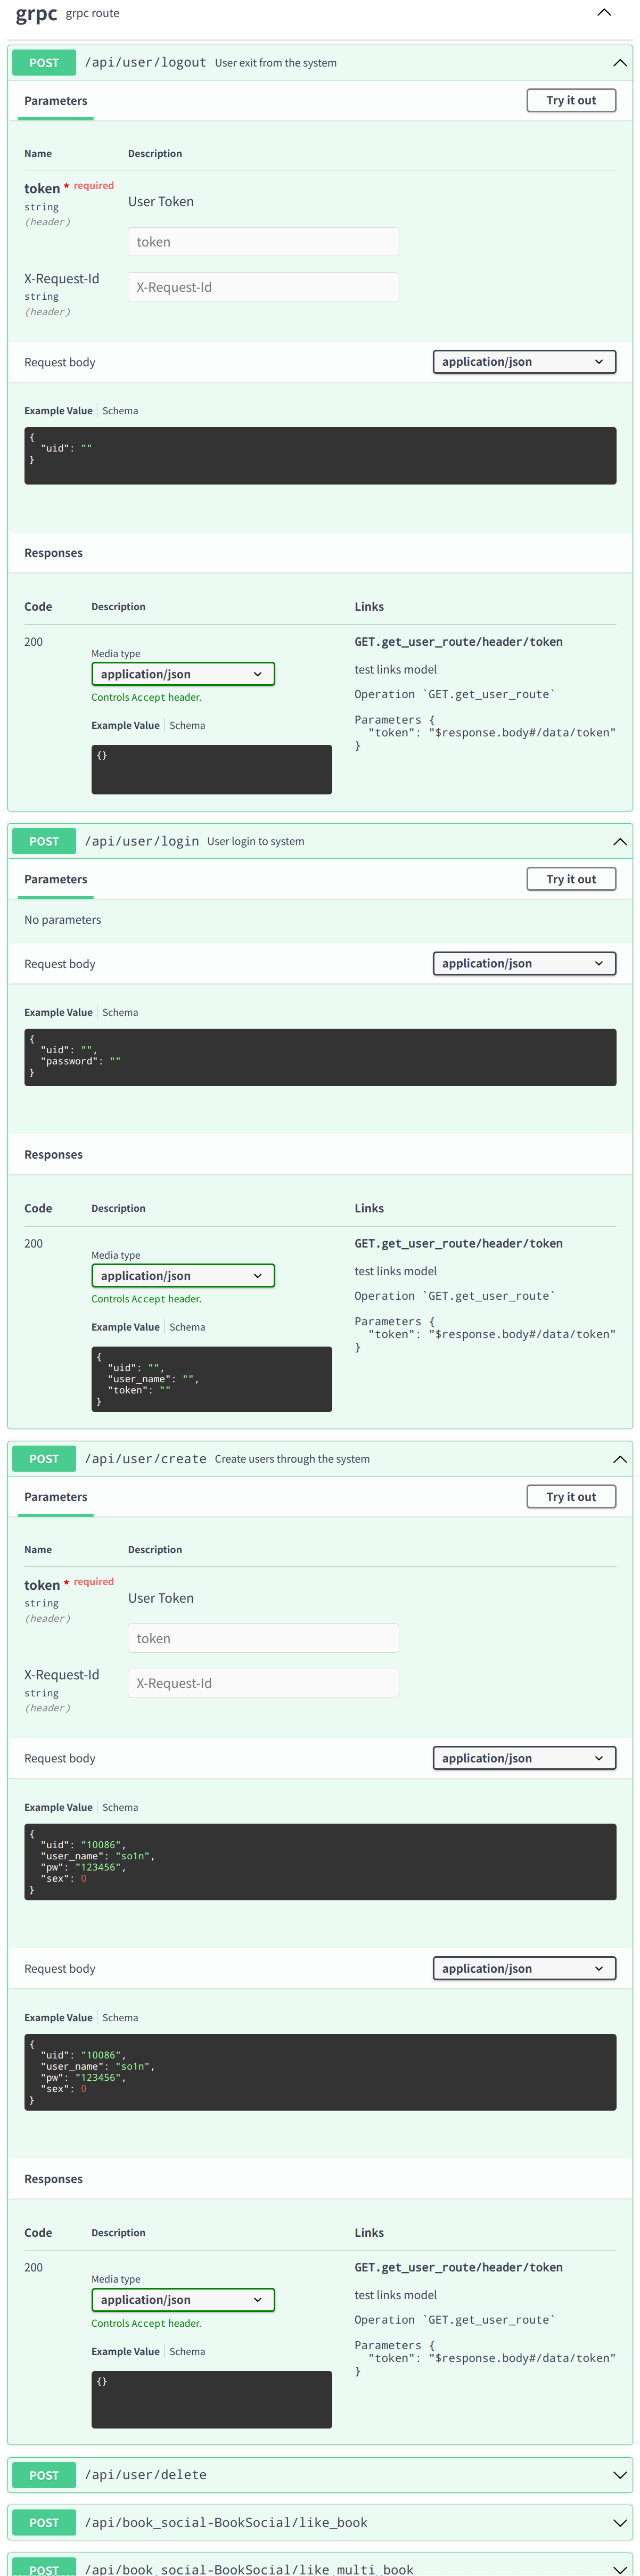 grpc grpc route
POST /api/user/logout User exit from the system
Parameters Try it out
Name Description
token * required
string
(header)
User Token
token
X-Request-Id
string
(header)
X-Request-Id
Request body application/json
Example Value Schema
{
"uid": ""
}
Responses
Code Description Links
200
Media type
application/json
Controls Accept header.
Example Value Schema
{}
GET.get_user_route/header/token
test links model
Operation `GET.get_user_route`
Parameters {
"token": "$response.body#/data/token"
}
POST /api/user/login User login to system
Parameters Try it out
No parameters
Request body application/json
Example Value Schema
{
"uid": "",
"password": ""
}
Responses
Code Description Links
200
Media type
application/json
Controls Accept header.
Example Value Schema
{
"uid": "",
"user_name": "",
"token": ""
}
GET.get_user_route/header/token
test links model
Operation `GET.get_user_route`
Parameters {
"token": "$response.body#/data/token"
}
POST /api/user/create Create users through the system
Parameters Try it out
Name Description
token * required
string
(header)
User Token
token
X-Request-Id
string
(header)
X-Request-Id
Request body application/json
Example Value Schema
{
"uid": "10086",
"user_name": "so1n",
"pw": "123456",
"sex": 0
}
Request body application/json
Example Value Schema
{
"uid": "10086",
"user_name": "so1n",
"pw": "123456",
"sex": 0
}
Responses
Code Description Links
200
Media type
application/json
Controls Accept header.
Example Value Schema
{}
GET.get_user_route/header/token
test links model
Operation `GET.get_user_route`
Parameters {
"token": "$response.body#/data/token"
}
POST /api/user/delete
POST /api/book_social-BookSocial/like_book
POST /api/book_social-BookSocial/like_multi_book